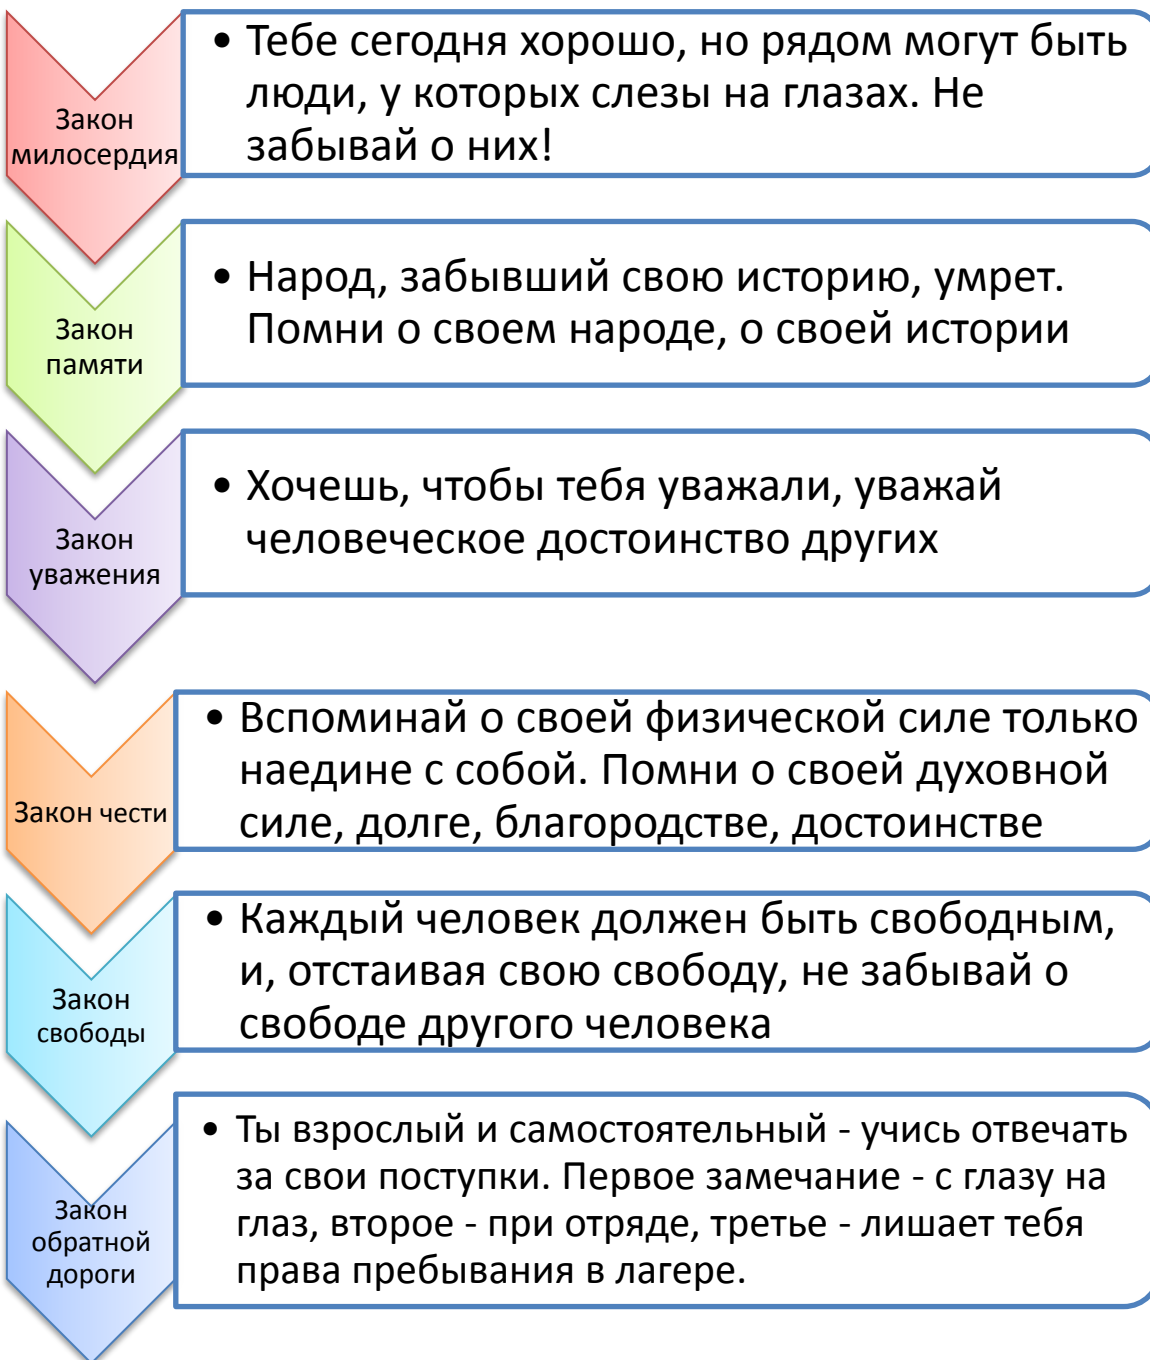 Закон
милосердия
• Тебе сегодня хорошо, но рядом могут быть
люди, у которых слезы на глазах. Не
забывай о них!
Закон
памяти
• Народ, забывший свою историю, умрет.
Помни о своем народе, о своей истории
Закон
уважения
• Хочешь, чтобы тебя уважали, уважай
человеческое достоинство других
Закон чести
• Вспоминай о своей физической силе только
наедине с собой. Помни о своей духовной
силе, долге, благородстве, достоинстве
Закон
свободы
• Каждый человек должен быть свободным,
и, отстаивая свою свободу, не забывай о
свободе другого человека
Закон
обратной
дороги
• Ты взрослый и самостоятельный - учись отвечать
за свои поступки. Первое замечание - с глазу на
глаз, второе - при отряде, третье - лишает тебя
права пребывания в лагере.